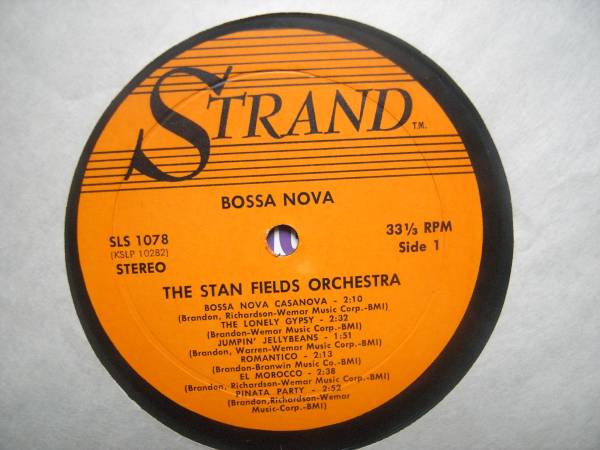 STRAND T.M.
BOSSA NOVA
SLS 1078
(KSLP 10282)
STEREO
33⅓ RPM
Side 1
THE STAN FIELDS ORCHESTRA
BOSSA NOVA CASANOVA - 2:10
(Brandon, Richardson-Wemar Music Corp.-BMI)
THE LONELY GYPSY - 2:32
(Brandon-Wemar Music Corp.-BMI)
JUMPIN' JELLYBEANS - 1:51
(Brandon, Warren-Wemar Music Corp.-BMI)
ROMANTICO - 2:13
(Brandon-Branwin Music Co.-BMI)
EL MOROCCO - 2:38
(Brandon, Richardson-Wemar Music Corp.-BMI)
PINATA PARTY - 2:52
(Brandon,Richardson-Wemar
Music-Corp.-BMI)